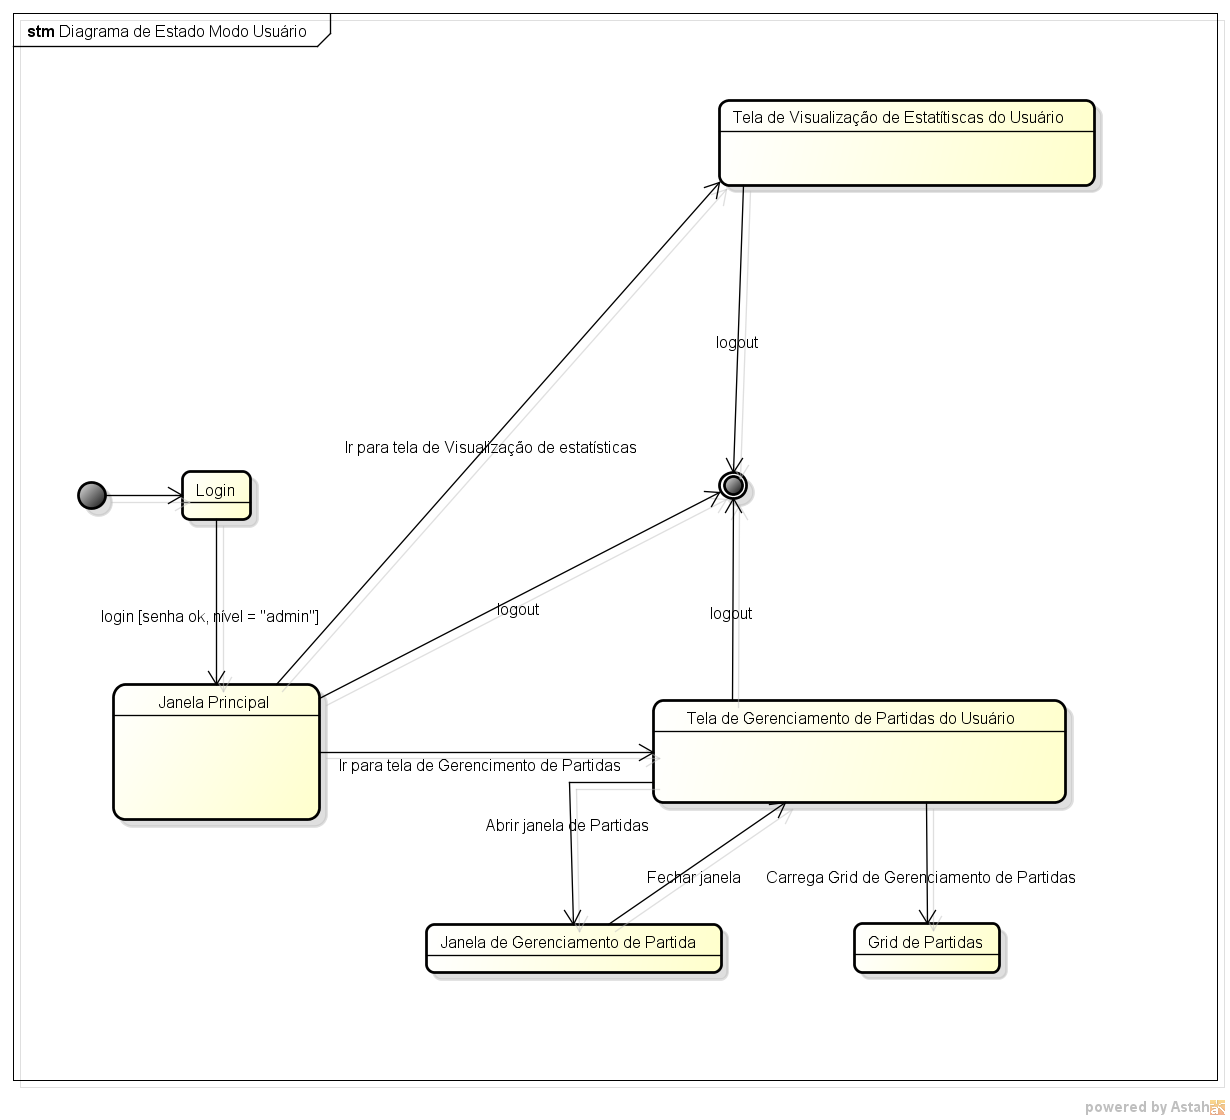 stm Diagrama de Estado Modo Usuário
Tela de Visualização de Estatítiscas do Usuário
logout
Ir para tela de Visualização de estatísticas
Login
logout
logout
login [senha ok, nível = "admin"]
Janela Principal
Tela de Gerenciamento de Partidas do Usuário
Ir para tela de Gerencimento de Partidas
Abrir janela de Partidas
Fechar janela
Carrega Grid de Gerenciamento de Partidas
Janela de Gerenciamento de Partida
Grid de Partidas
powered by Astah